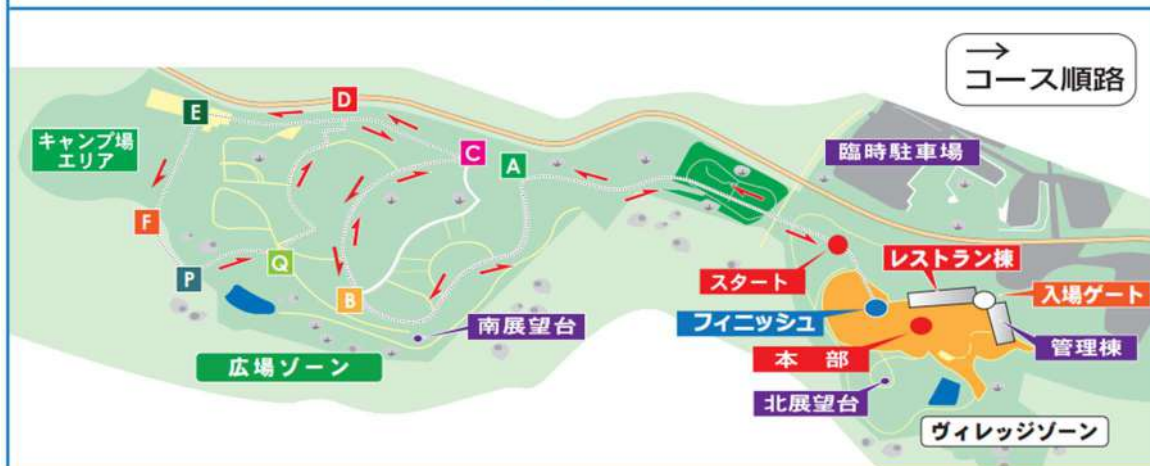 →
コース順路
臨時駐車場
D
E
C
A
キャンプ場
エリア
F
Q
P
B
スタート
レストラン棟
フィニッシュ
入場ゲート
南展望台
本 部
管理棟
広場ゾーン
北展望台
ヴィレッジゾーン